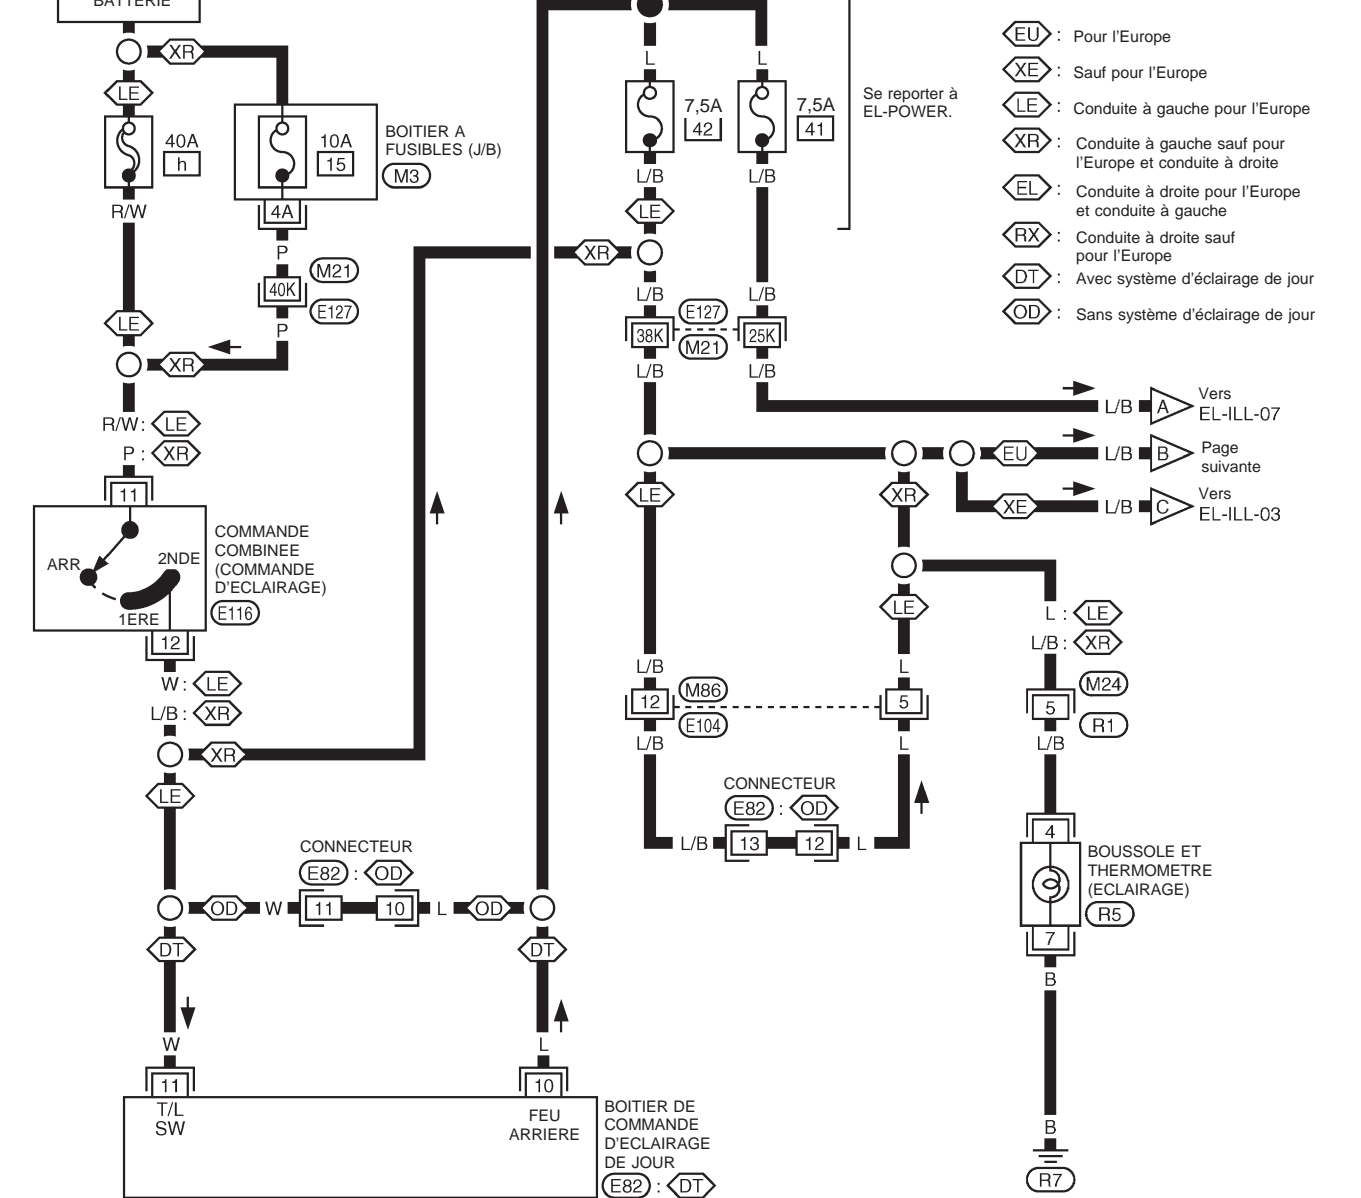 BATTERIE
XR
LE
40A
h
10A
15
BOITIER A
FUSIBLES (J/B)
M3
R/W
4A
P
M21
40K
E127
P
LE
XR
R/W: LE
P: XR
11
COMMANDE
COMBINEE
(COMMANDE
D'ECLAIRAGE)
E116
ARR
2NDE
1ERE
12
W: LE
L/B: XR
XR
LE
CONNECTEUR
E82 : OD
OD W 11 10 L OD
DT
DT
W
L
11
10
T/L
SW
FEU
ARRIERE
BOITIER DE
COMMANDE
D'ECLAIRAGE
DE JOUR
E82 : DT
L
L
7,5A
42
7,5A
41
Se reporter à
EL-POWER.
L/B
L/B
LE
XR
L/B
L/B
E127
38K
M21
25K
L/B
L/B
L/B A
Vers
EL-ILL-07
EU L/B B
Page
suivante
XE L/B C
Vers
EL-ILL-03
LE
XR
LE
L/B
L
12
M86
E104
5
L/B
L
CONNECTEUR
E82 : OD
L/B 13 12 L
L : LE
L/B : XR
M24
5
R1
L/B
4
BOUSSOLE ET
THERMOMETRE
(ECLAIRAGE)
R5
7
B
B
R7
EU : Pour l'Europe
XE : Sauf pour l'Europe
LE : Conduite à gauche pour l'Europe
XR : Conduite à gauche sauf pour
l'Europe et conduite à droite
EL : Conduite à droite pour l'Europe
et conduite à gauche
RX : Conduite à droite sauf
pour l'Europe
DT : Avec système d'éclairage de jour
OD : Sans système d'éclairage de jour